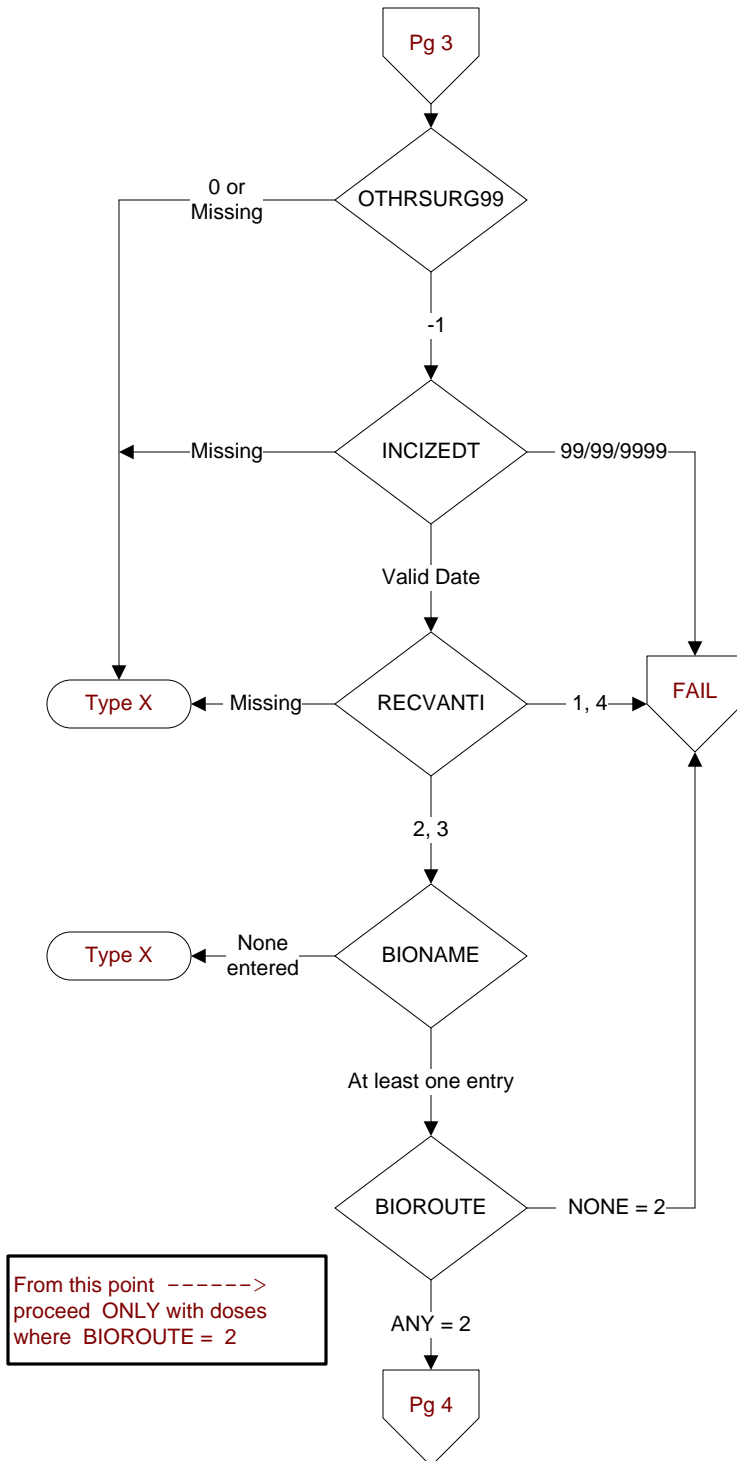 Pg 3
OTHRSURG99
0 or
Missing
-1
Missing
INCIZEDT
99/99/9999
Valid Date
Type X
Missing
RECVANTI
1, 4
FAIL
2, 3
Type X
None
entered
BIONAME
At least one entry
BIOROUTE
NONE = 2
From this point ------>
proceed ONLY with doses
where BIOROUTE = 2
ANY = 2
Pg 4